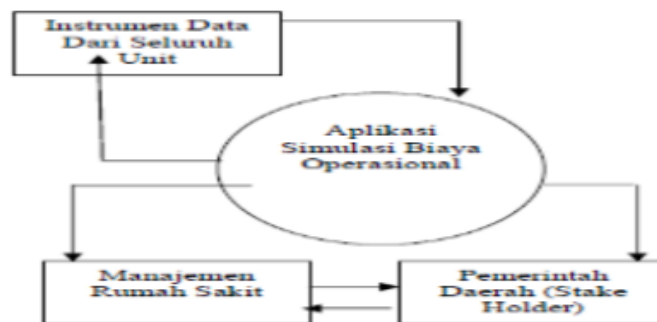 Instrumen Data
Dari Seluruh
Unit
Aplikasi
Simulasi Biaya
Operasional
Manajemen
Rumah Sakit
Pemerintah
Daerah (Stake
Holder)